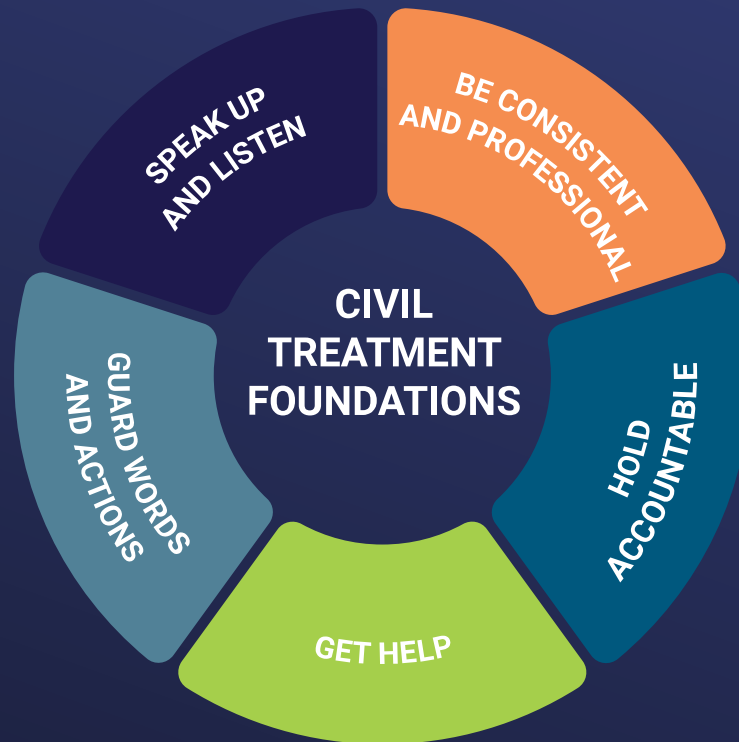 CIVIL
TREATMENT
FOUNDATIONS
BE CONSISTENT
AND PROFESSIONAL
HOLD
ACCOUNTABLE
GET HELP
GUARD WORDS
AND ACTIONS
SPEAK UP
AND LISTEN